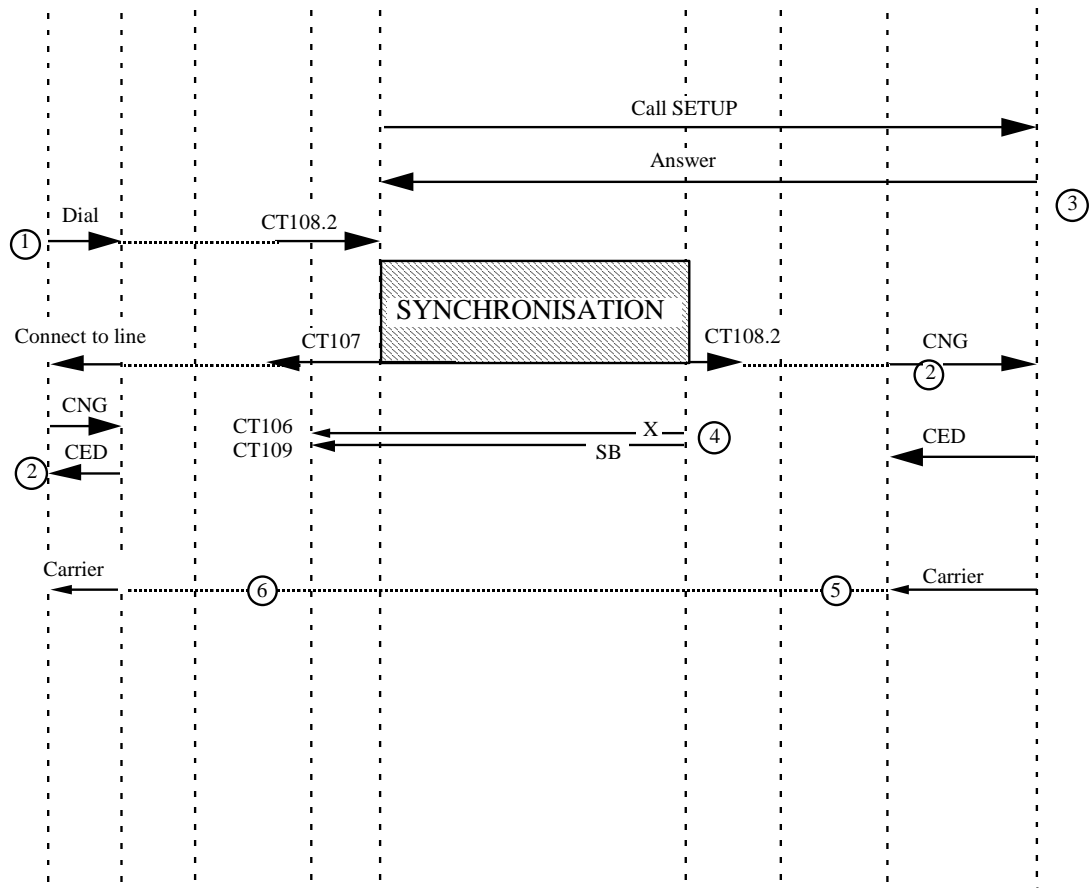 Call SETUP
Answer
3
Dial
CT108.2
1
SYNCHRONISATION
Connect to line
CT107
CT108.2
CNG
2
CNG
CT106
X
4
CED
CT109
SB
CED
2
Carrier
6
5
Carrier